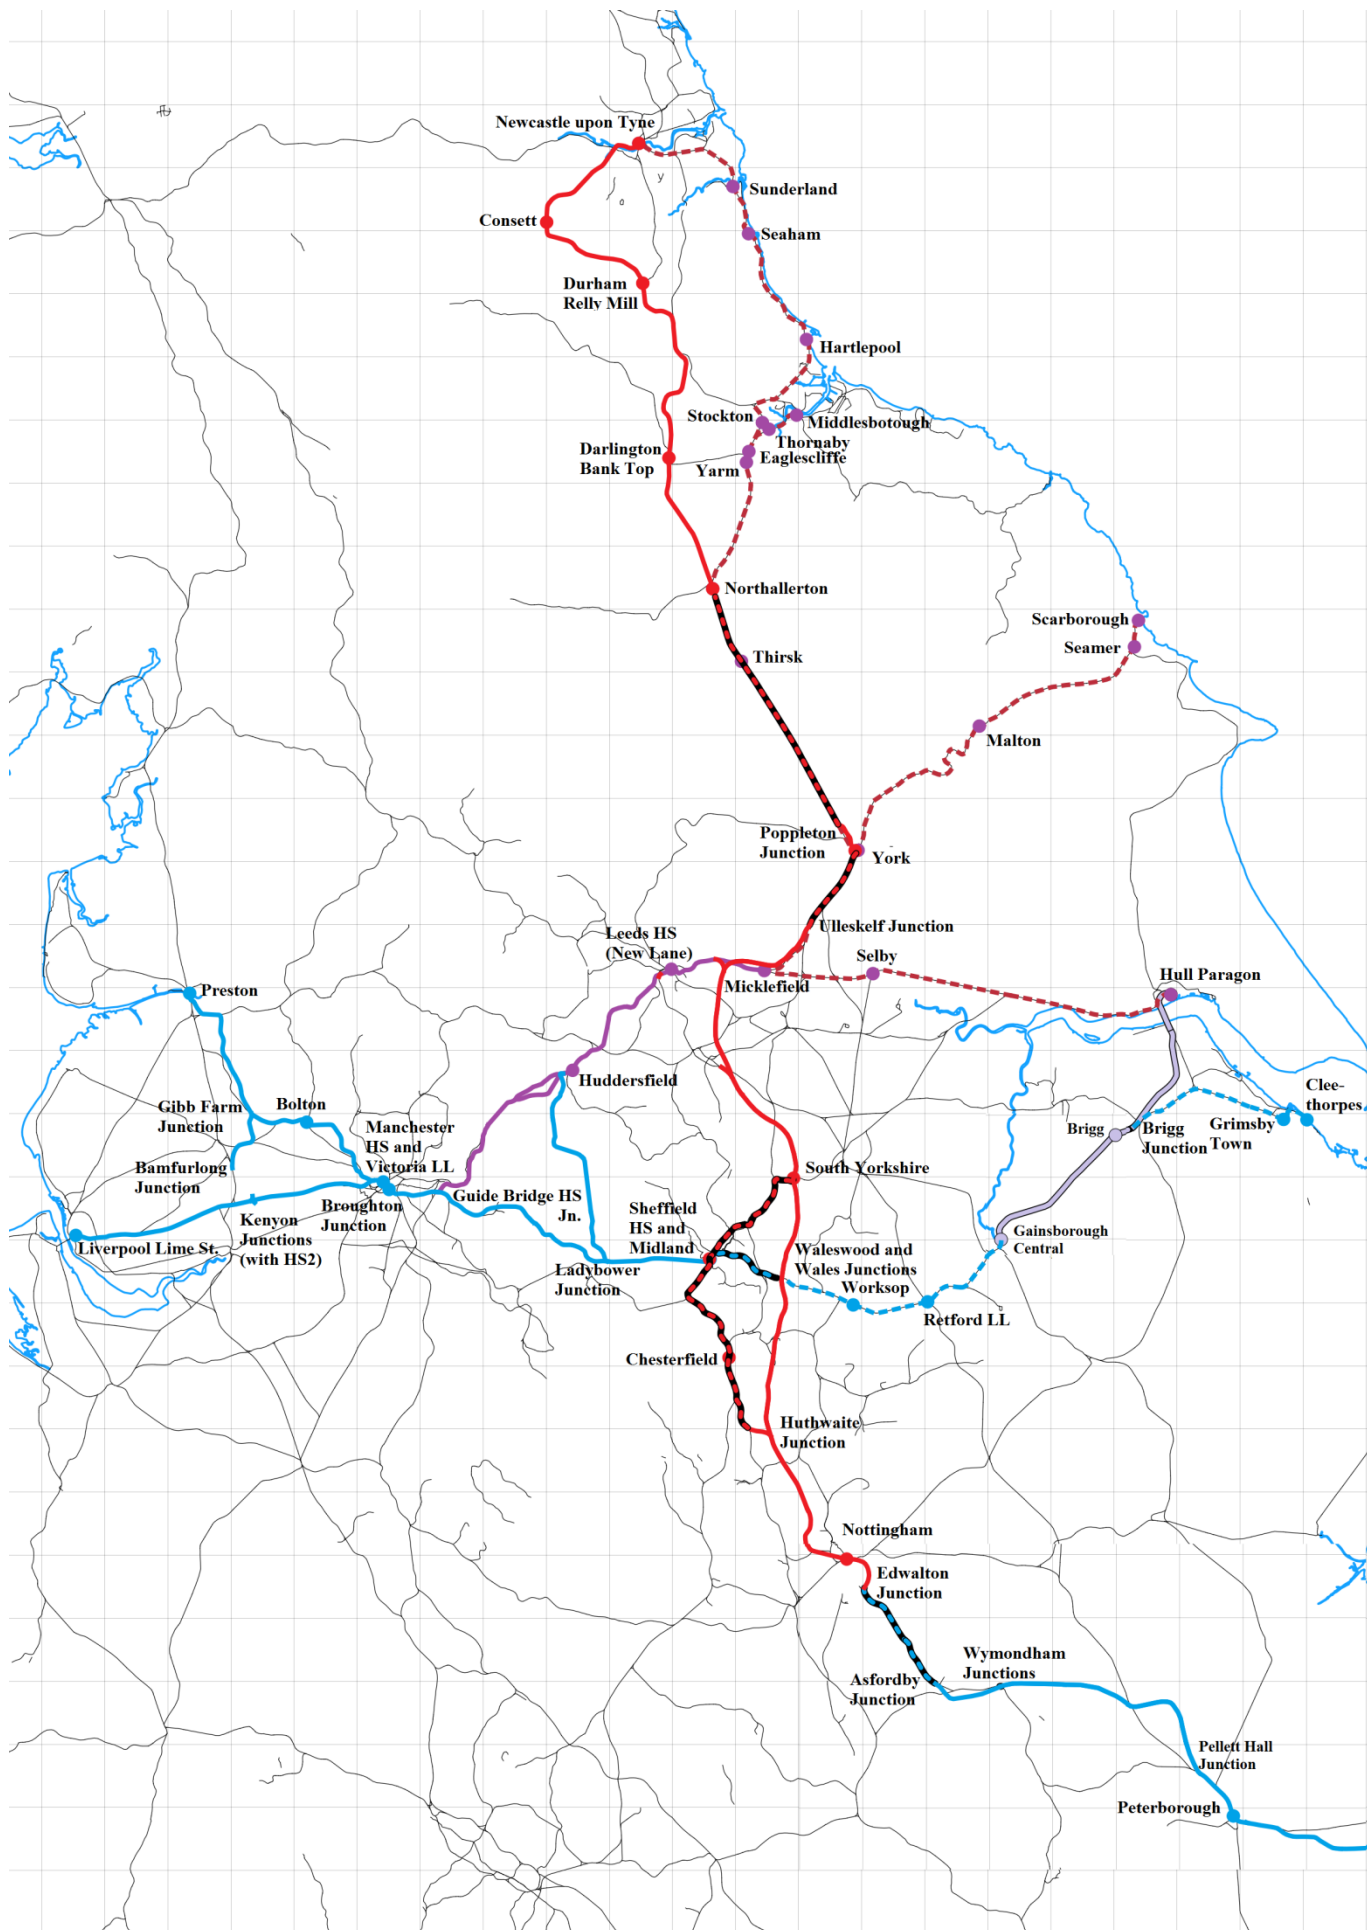 Newcastle upon Tyne
Sunderland
Consett
Seaham
Durham
Relly Mill
Hartlepool
Stockton
Middlesbotough
Thornaby
Darlington
Bank Top
Eaglescliffe
Yarm
Northallerton
Scarborough
Seamer
Thirsk
Malton
Poppleton
Junction
York
Ulleskelf Junction
Leeds HS
(New Lane)
Selby
Micklefield
Hull Paragon
Preston
Huddersfield
Gibb Farm
Junction
Bolton
Manchester
HS and
Victoria LL
Clee-
thorpes
Grimsby
Town
Brigg
Brigg
Junction
Bamfurlong
Junction
South Yorkshire
Guide Bridge HS
Jn.
Broughton
Junction
Kenyon
Junctions
(with HS2)
Sheffield
HS and
Midland
Liverpool Lime St.
Gainsborough
Central
Waleswood and
Wales Junctions
Worksop
Ladybower
Junction
Retford LL
Chesterfield
Huthwaite
Junction
Nottingham
Edwalton
Junction
Wymondham
Junctions
Asfordby
Junction
Pellett Hall
Junction
Peterborough